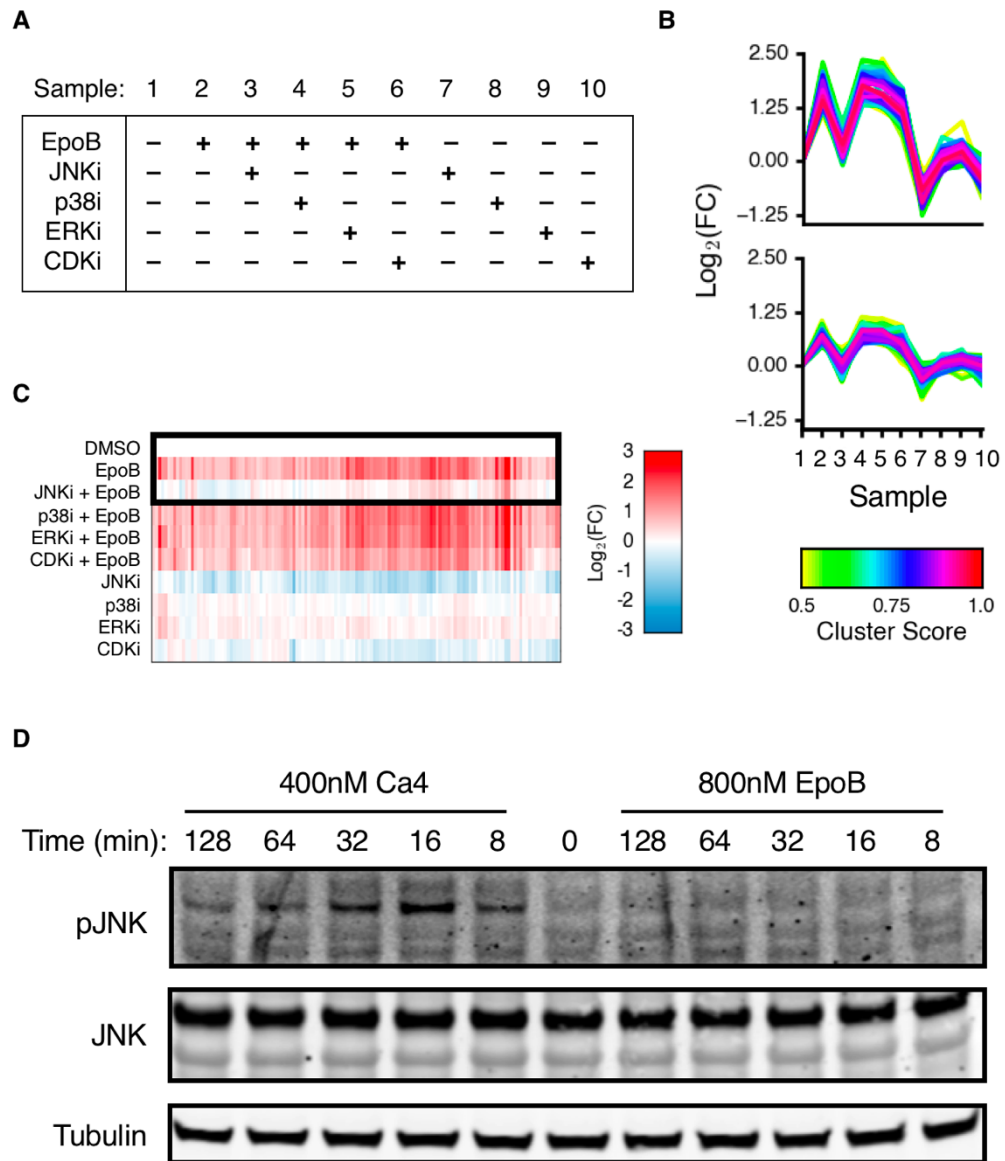 A
Sample: 1 2 3 4 5 6 7 8 9 10
EpoB – + + + + + – – – –
JNKi – – + – – – + – – –
p38i – – – + – – – + – –
ERKi – – – – + – – – + –
CDKi – – – – – + – – – +
B
2.50
1.25
0.00
-1.25
Log2(FC)
2.50
1.25
0.00
-1.25
1 2 3 4 5 6 7 8 9 10
Sample
0.5 0.75 1.0
Cluster Score
C
DMSO
EpoB
JNKi + EpoB
p38i + EpoB
ERKi + EpoB
CDKi + EpoB
JNKi
p38i
ERKi
CDKi
Log2(FC)
3
2
1
0
-1
-2
-3
D
400nM Ca4 800nM EpoB
Time (min): 128 64 32 16 8 0 128 64 32 16 8
pJNK
JNK
Tubulin